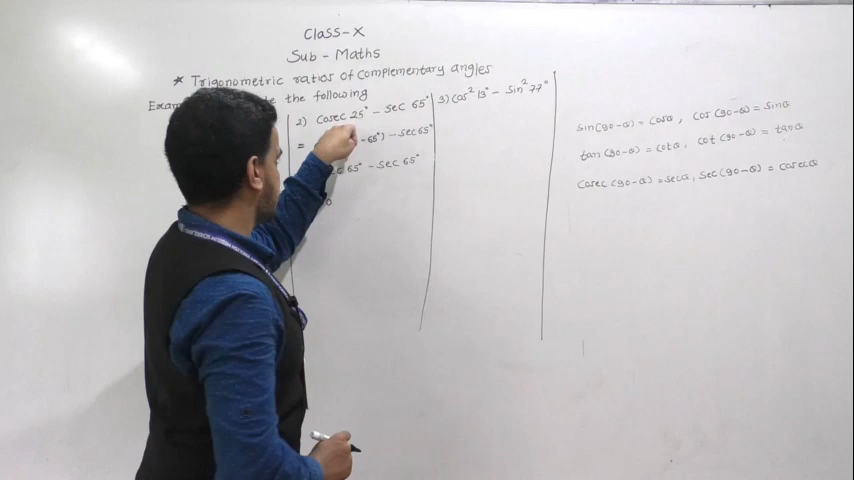 Class-X
Sub - Maths
* Trigonometric ratios of complementary angles
Exam the following
2) Cosec 25° - Sec 65°
= - 65°) - Sec 65°
65° - Sec 65°
0
3) Cos² 13° - Sin² 77°
Sin (90-θ) = Cosθ, Cos (90-θ) = Sinθ
tan (90-θ) = Cotθ, Cot (90-θ) = tanθ
Cosec (90-θ) = Secθ, Sec (90-θ) = Cosecθ